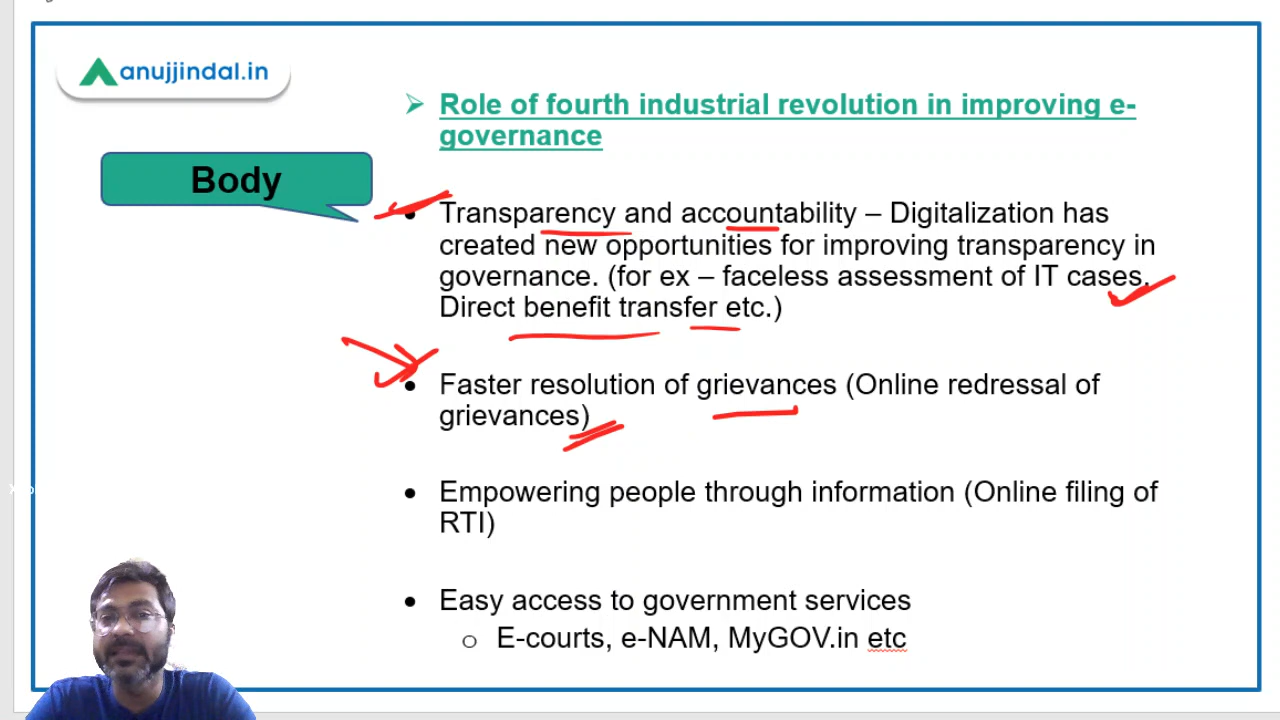 anujjindal.in
➢ Role of fourth industrial revolution in improving e-
governance
Body
• Transparency and accountability – Digitalization has
created new opportunities for improving transparency in
governance. (for ex – faceless assessment of IT cases.
Direct benefit transfer etc.)
• Faster resolution of grievances (Online redressal of
grievances)
• Empowering people through information (Online filing of
RTI)
• Easy access to government services
o E-courts, e-NAM, MyGOV.in etc